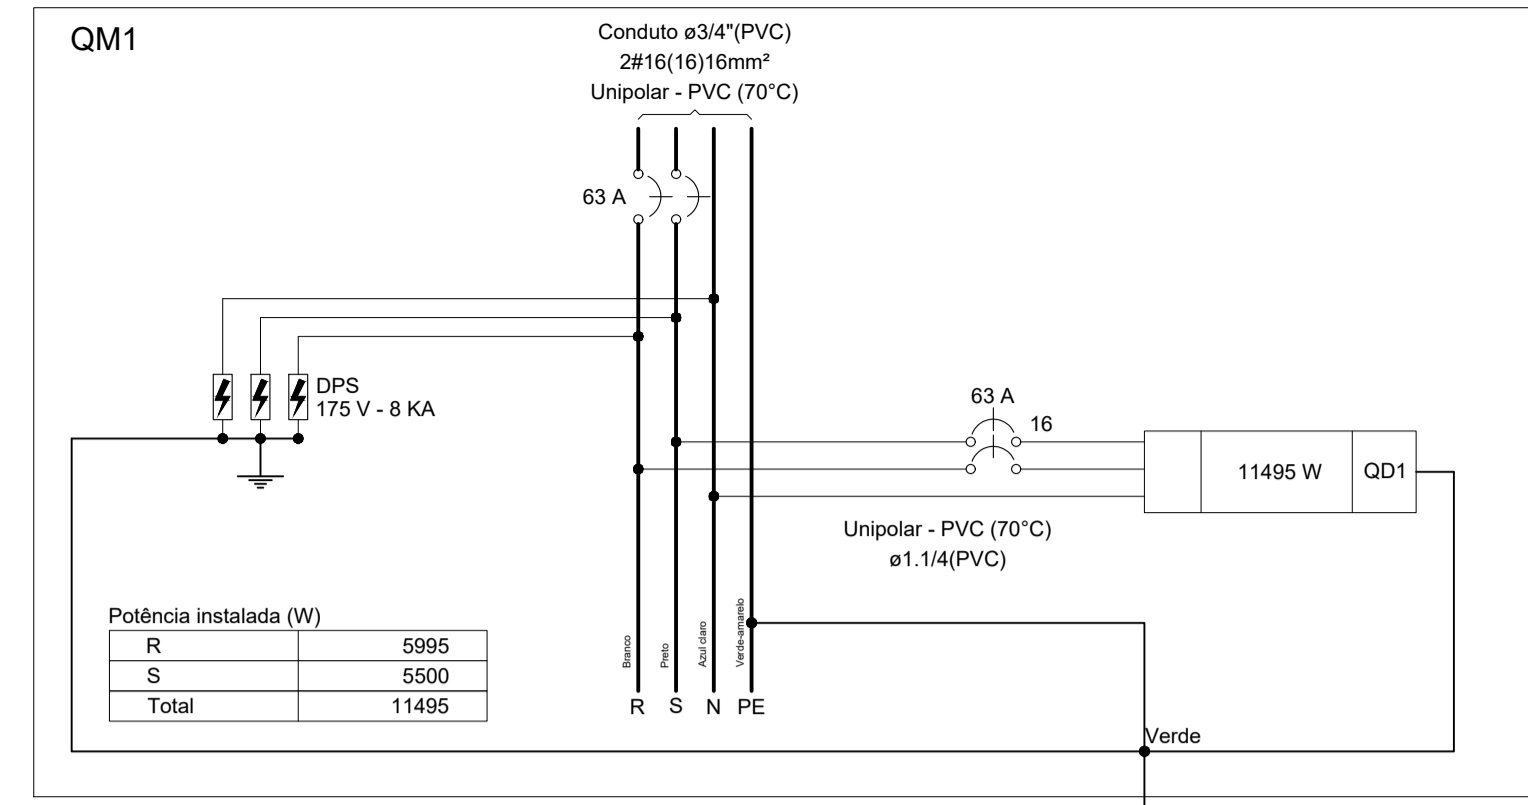 QM1
Conduto ø3/4"(PVC)
2#16(16)16mm²
Unipolar - PVC (70°C)
63 A
DPS
175 V - 8 KA
63 A
16
11495 W
QD1
Unipolar - PVC (70°C)
ø1.1/4(PVC)
Potência instalada (W)
R 5995
S 5500
Total 11495
Branco
Preto
Azul claro
Verde-amarelo
R S N PE
Verde